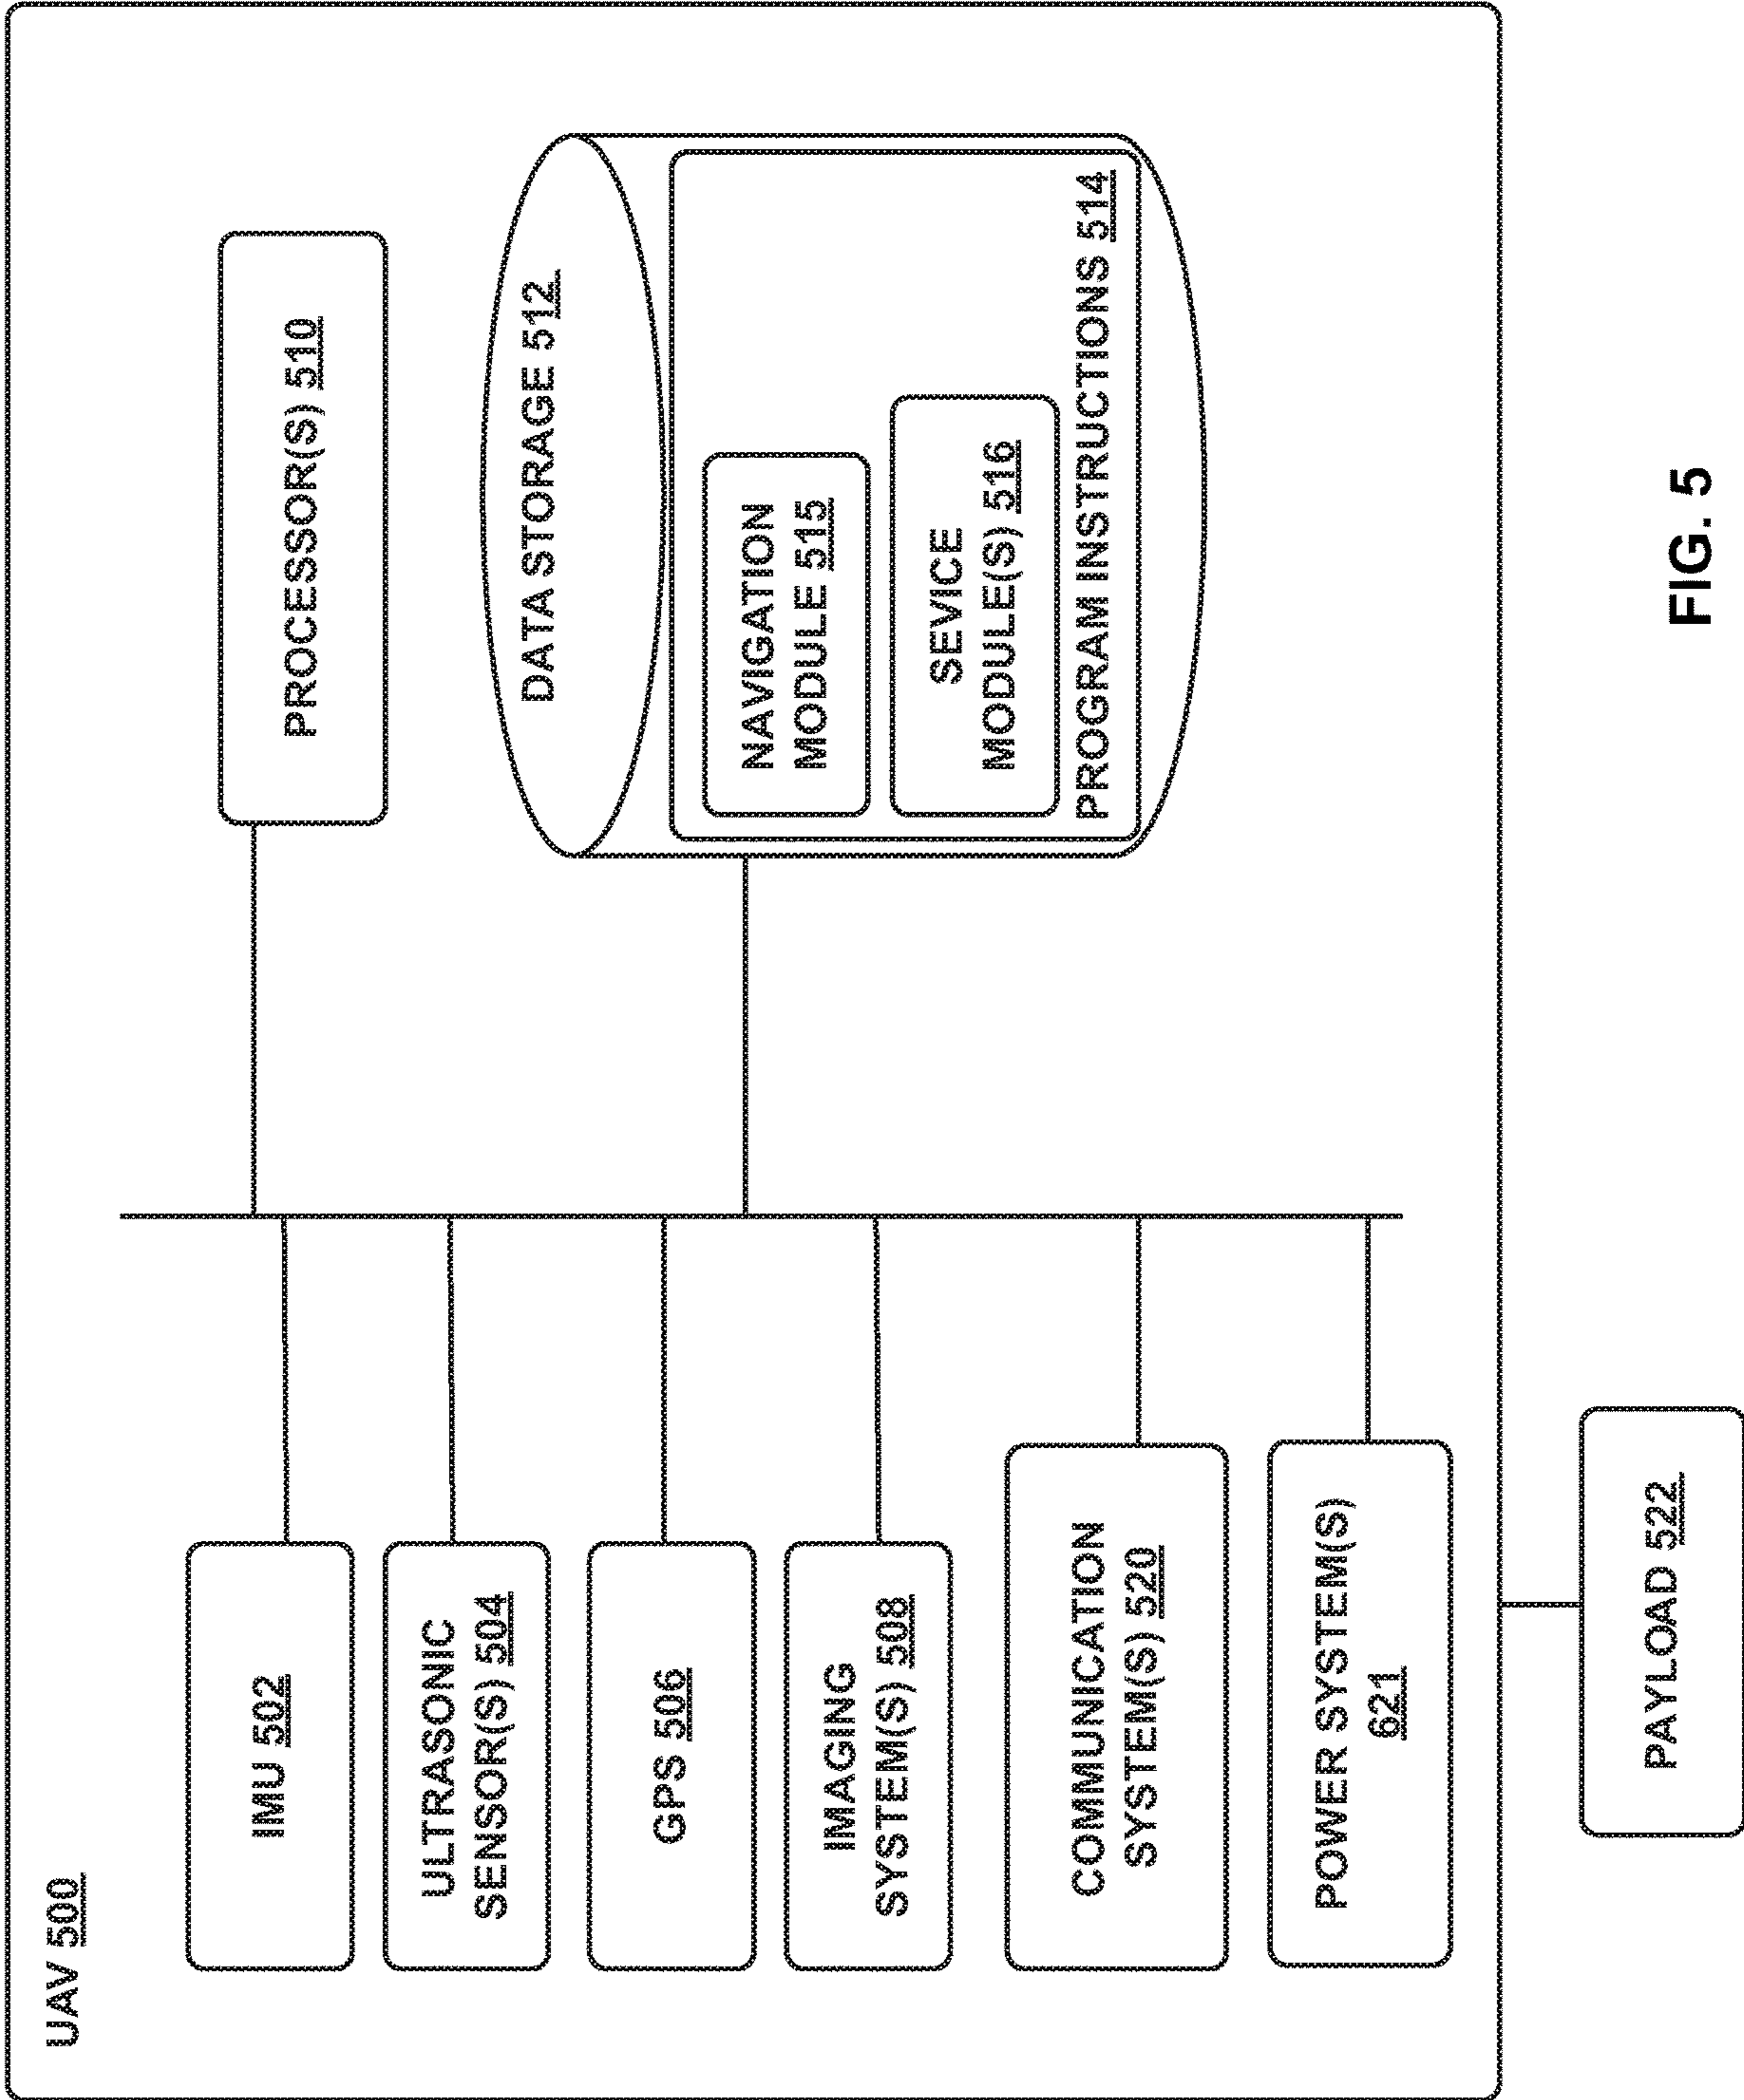 UAV 500
IMU 502
ULTRASONIC
SENSOR(S) 504
GPS 506
IMAGING
SYSTEM(S) 508
COMMUNICATION
SYSTEM(S) 520
POWER SYSTEM(S)
621
PROCESSOR(S) 510
DATA STORAGE 512
NAVIGATION
MODULE 515
SEVICE
MODULE(S) 516
PROGRAM INSTRUCTIONS 514
PAYLOAD 522
FIG. 5